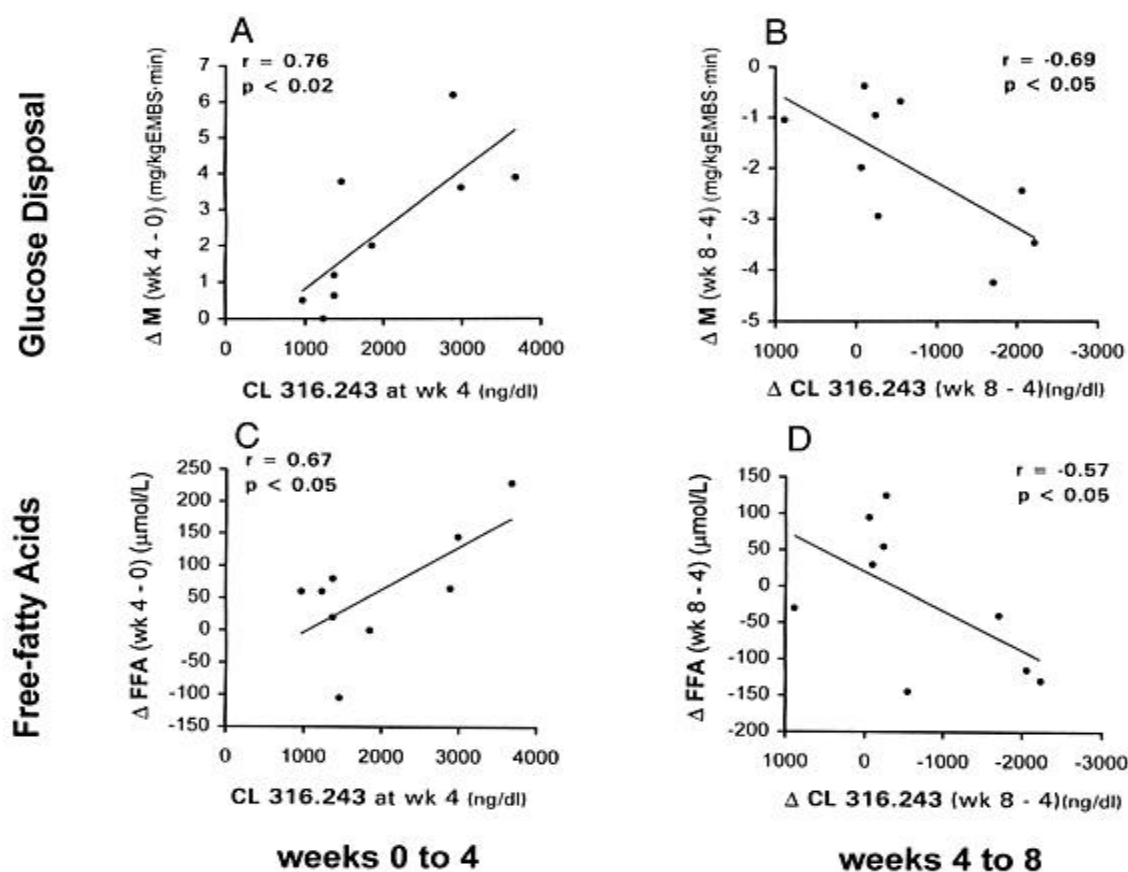 A
r = 0.76
p < 0.02
Glucose Disposal
Δ M (wk 4 - 0) (mg/kgEMBS·min)
7
6
5
4
3
2
1
0
0 1000 2000 3000 4000
CL 316.243 at wk 4 (ng/dl)
B
r = -0.69
p < 0.05
Δ M (wk 8 - 4) (mg/kgEMBS·min)
0
-1
-2
-3
-4
-5
1000 0 -1000 -2000 -3000
Δ CL 316.243 (wk 8 - 4)(ng/dl)
C
r = 0.67
p < 0.05
Free-fatty Acids
Δ FFA (wk 4 - 0) (μmol/L)
250
200
150
100
50
0
-50
-100
-150
0 1000 2000 3000 4000
CL 316.243 at wk 4 (ng/dl)
weeks 0 to 4
D
r = -0.57
p < 0.05
Δ FFA (wk 8 - 4) (μmol/L)
150
100
50
0
-50
-100
-150
-200
1000 0 -1000 -2000 -3000
Δ CL 316.243 (wk 8 - 4)(ng/dl)
weeks 4 to 8